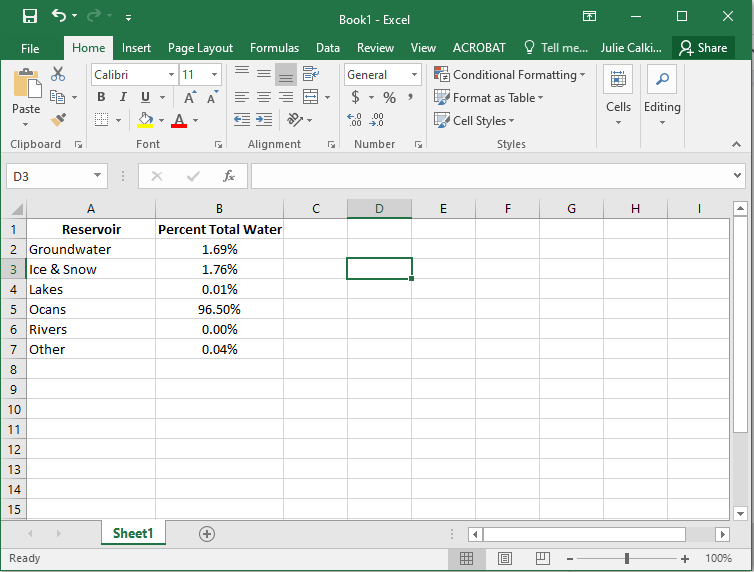 Book1 - Excel
File Home Insert Page Layout Formulas Data Review View ACROBAT Tell me... Julie Calki... Share
Calibri 11 General Conditional Formatting
Paste B I U A A $ % , Format as Table Cells Editing
A .0 .00 .00 .0 Cell Styles
Clipboard Font Alignment Number Styles
D3 fx
A B C D E F G H I
1 Reservoir Percent Total Water
2 Groundwater 1.69%
3 Ice & Snow 1.76%
4 Lakes 0.01%
5 Ocans 96.50%
6 Rivers 0.00%
7 Other 0.04%
8
9
10
11
12
13
14
15
Sheet1
Ready 100%